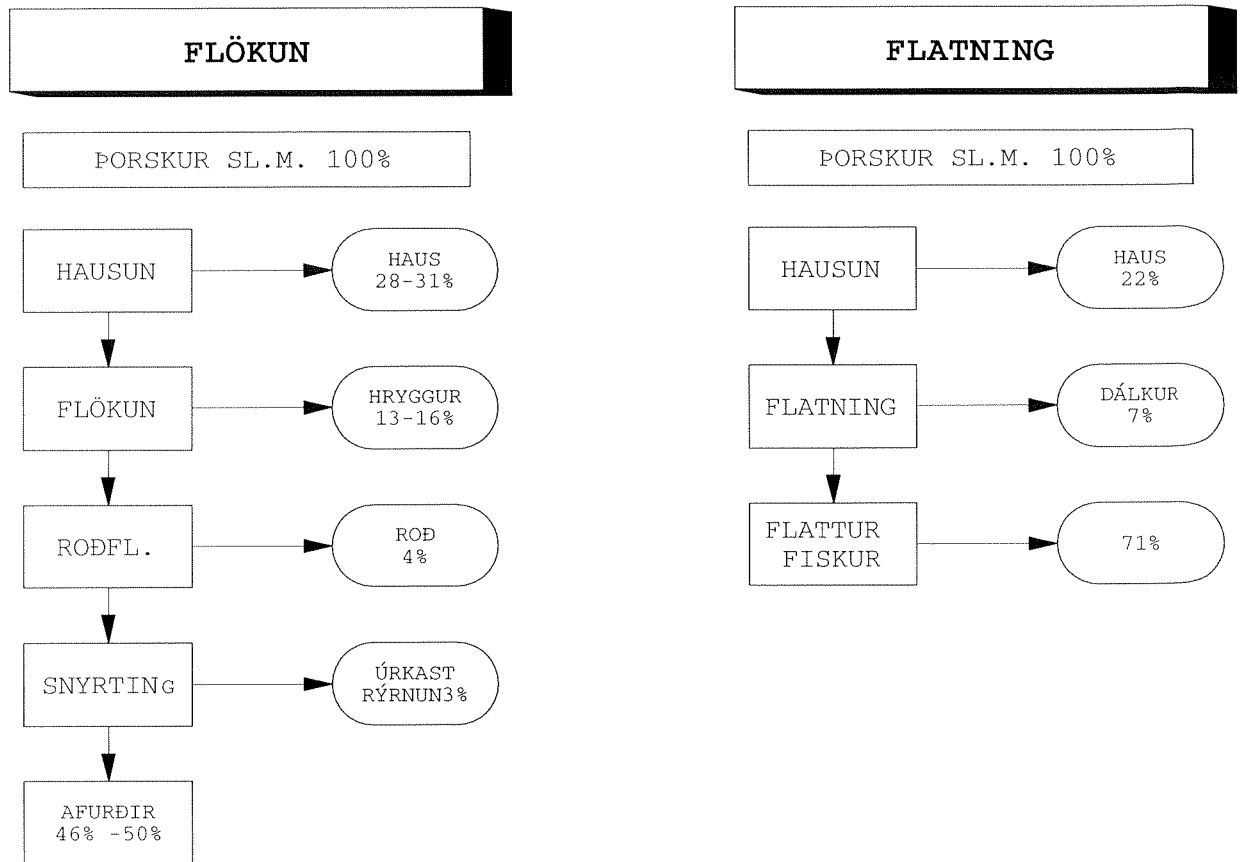 FLÖKUN
ÞORSKUR SL.M. 100%
HAUSUN
HAUS
28-31%
FLÖKUN
HRYGGUR
13-16%
ROÐFL.
ROÐ
4%
SNYRTING
ÚRKAST
RÝRNUN3%
AFURÐIR
46% -50%
FLATNING
ÞORSKUR SL.M. 100%
HAUSUN
HAUS
22%
FLATNING
DÁLKUR
7%
FLATTUR
FISKUR
71%